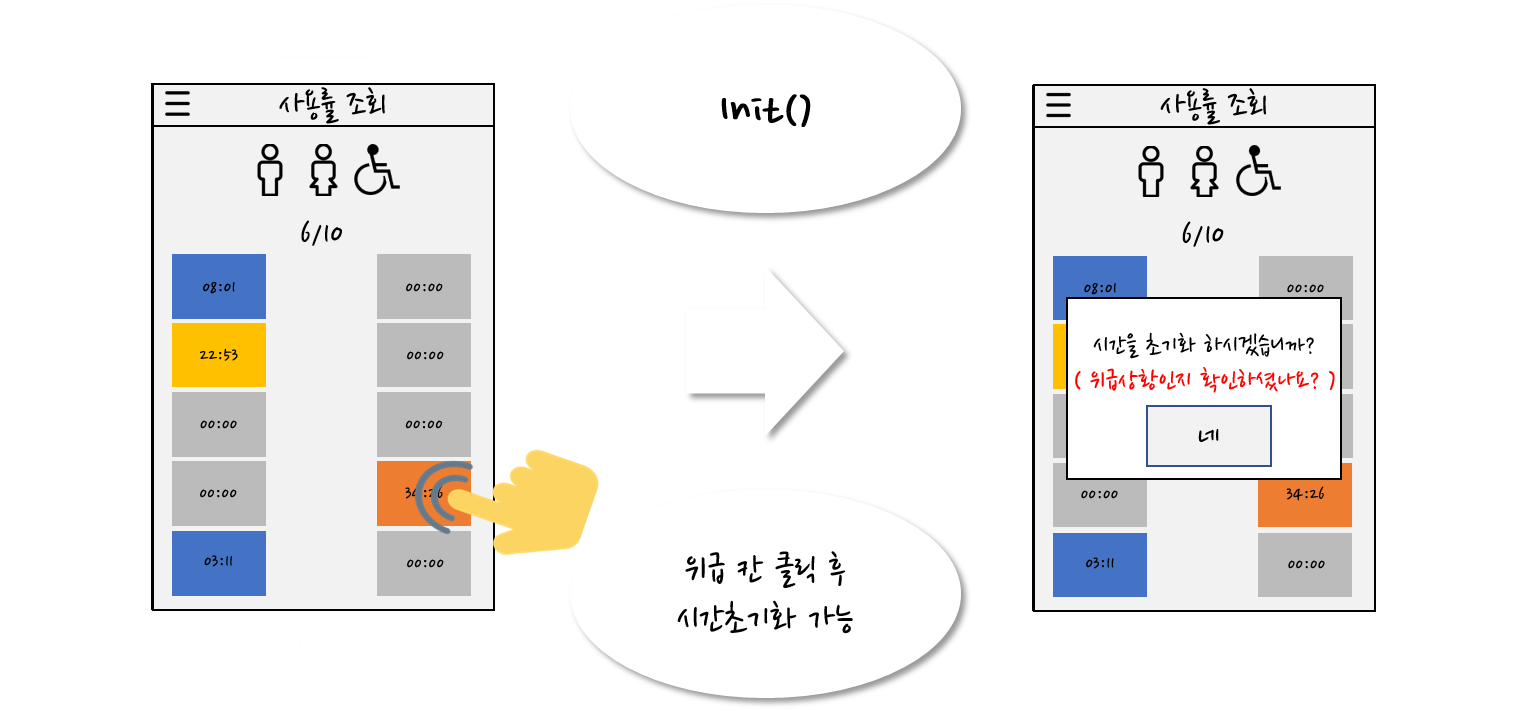 사용률 조회
6/10
08:01
00:00
22:53
00:00
00:00
00:00
00:00
34:26
03:11
00:00
Init()
위급 칸 클릭 후
시간초기화 가능
사용률 조회
6/10
08:01
00:00
시간을 초기화 하시겠습니까?
( 위급상황인지 확인하셨나요? )
네
00:00
34:26
03:11
00:00